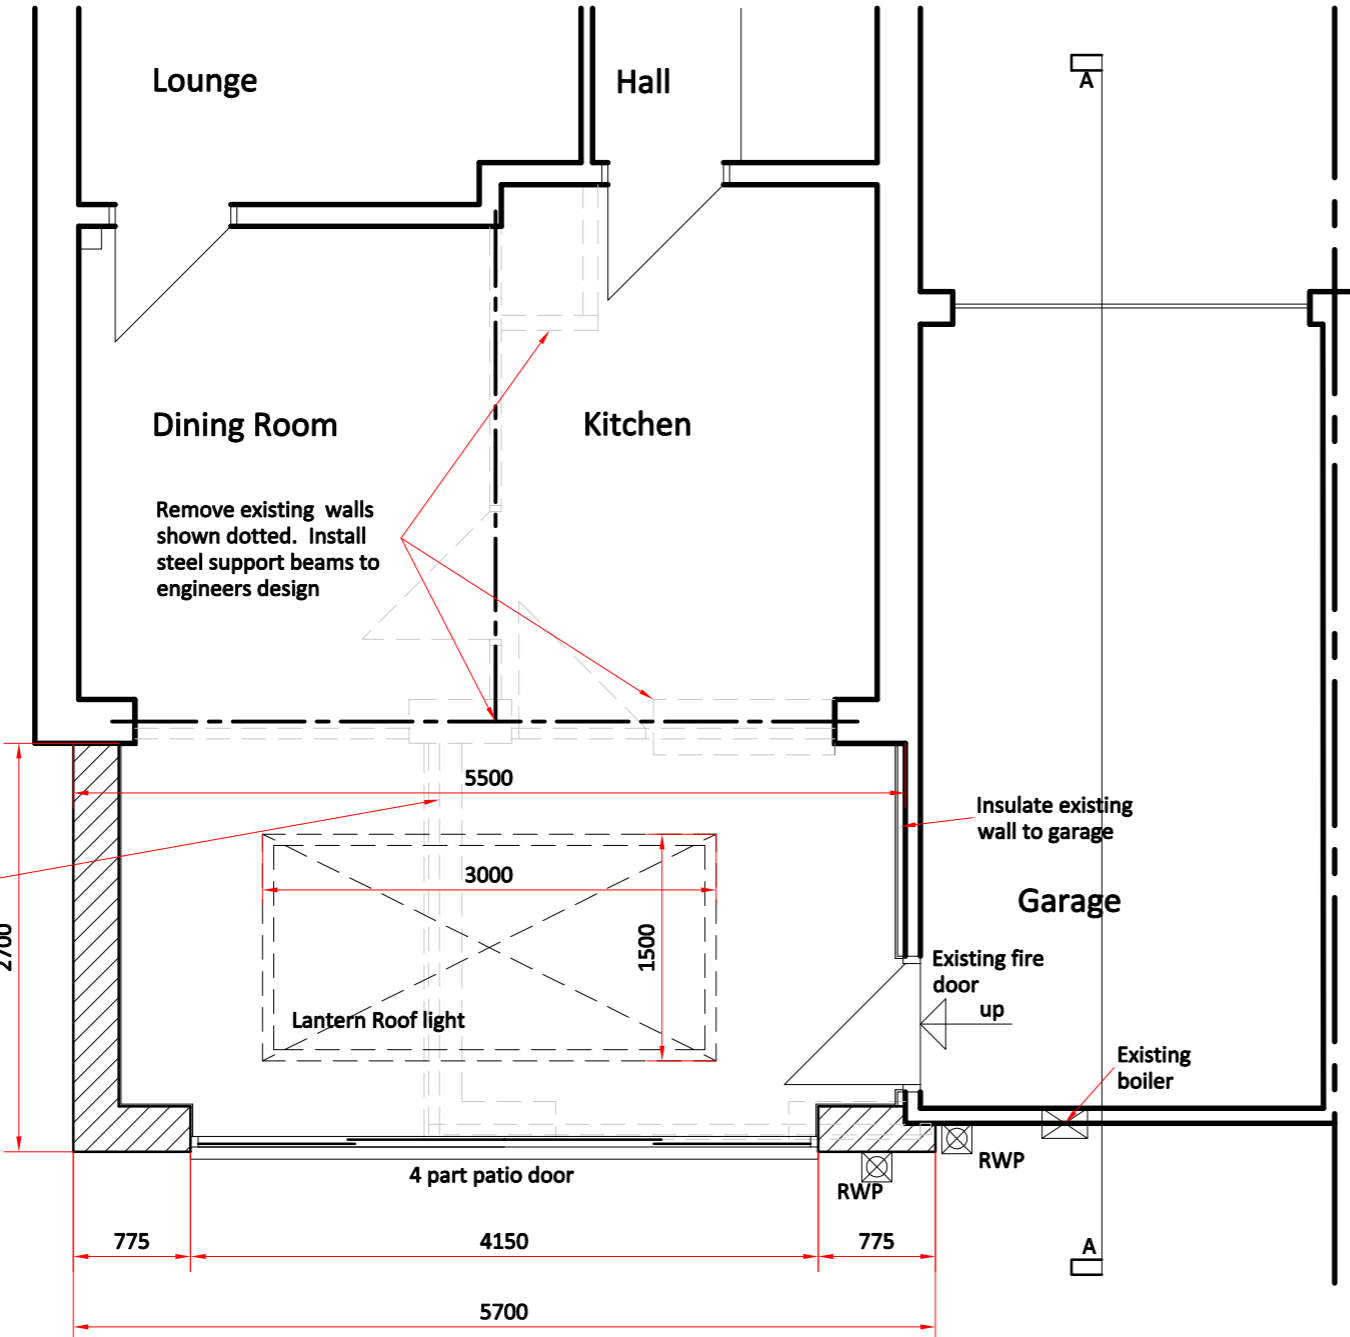 Lounge
Hall
A
Dining Room
Kitchen
Remove existing walls
shown dotted. Install
steel support beams to
engineers design
5500
Insulate existing
wall to garage
3000
Garage
2700
1500
Existing fire
door
up
Lantern Roof light
Existing
boiler
4 part patio door
RWP
RWP
775
4150
775
A
5700